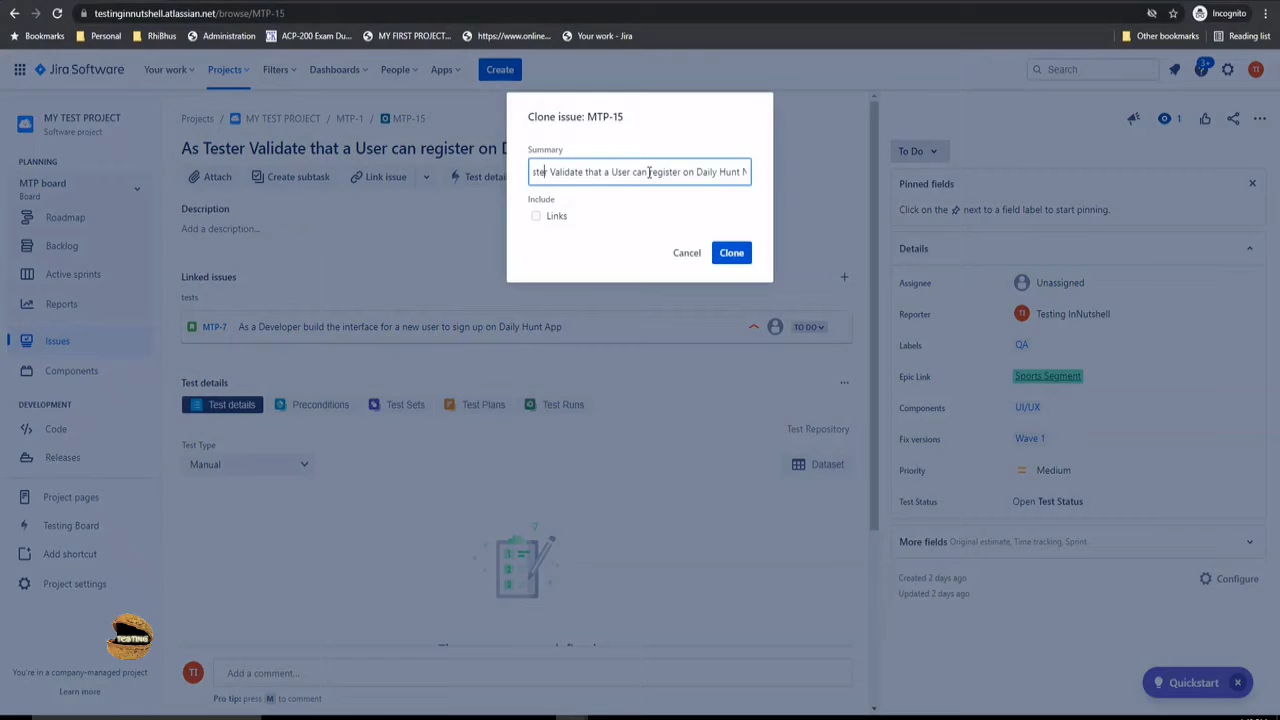 testinginnutshell.atlassian.net/browse/MTP-15
Incognito
Bookmarks
Personal
RhiBhus
Administration
ACP-200 Exam Du...
MY FIRST PROJECT...
https://www.online...
Your work - Jira
Other bookmarks
Reading list
Jira Software
Your work
Projects
Filters
Dashboards
People
Apps
Create
Search
3+
TI
MY TEST PROJECT
Software project
PLANNING
MTP board
Board
Roadmap
Backlog
Active sprints
Reports
Issues
Components
DEVELOPMENT
Code
Releases
Project pages
Testing Board
Add shortcut
Project settings
TESTING
You're in a company-managed project
Learn more
Projects
MY TEST PROJECT
MTP-1
MTP-15
As Tester Validate that a User can register on D
Attach
Create subtask
Link issue
Test detai
Description
Add a description...
Linked issues
tests
MTP-7 As a Developer build the interface for a new user to sign up on Daily Hunt App
TO DO
Test details
Test details
Preconditions
Test Sets
Test Plans
Test Runs
Test Type
Test Repository
Manual
Dataset
TI
Add a comment...
Pro tip: press M to comment
Clone issue: MTP-15
Summary
ster Validate that a User can register on Daily Hunt N
Include
Links
Cancel
Clone
1
To Do
Pinned fields
Click on the next to a field label to start pinning.
Details
Assignee
Unassigned
Reporter
TI
Testing InNutshell
Labels
QA
Epic Link
Sports Segment
Components
UI/UX
Fix versions
Wave 1
Priority
Medium
Test Status
Open Test Status
More fields Original estimate, Time tracking, Sprint...
Created 2 days ago
Updated 2 days ago
Configure
Quickstart